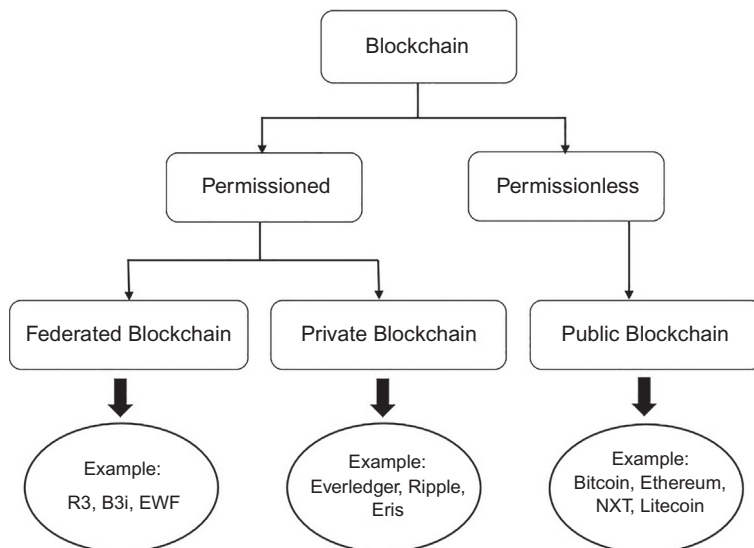 Blockchain
Permissioned
Permissionless
Federated Blockchain
Private Blockchain
Public Blockchain
Example:
R3, B3i, EWF
Example:
Everledger, Ripple,
Eris
Example:
Bitcoin, Ethereum,
NXT, Litecoin